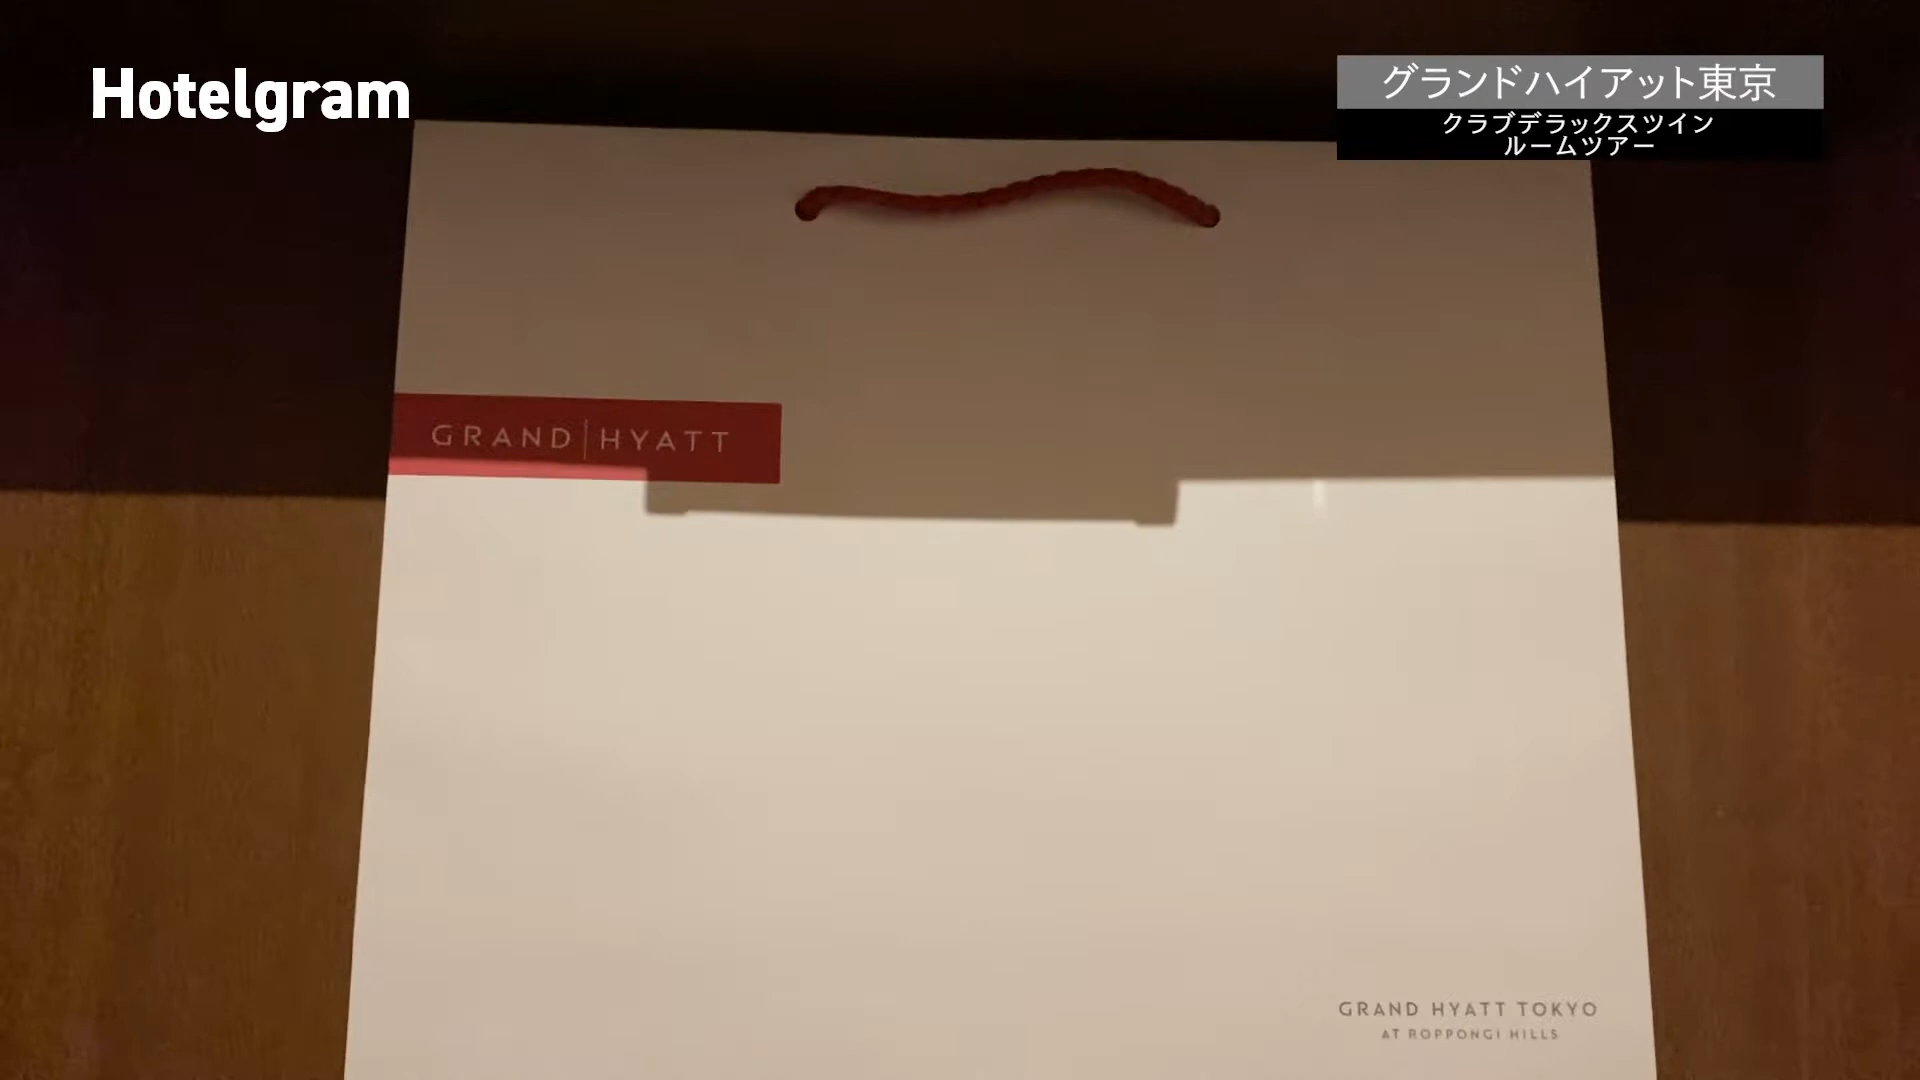 Hotelgram
グランドハイアット東京
クラブデラックスツイン
ルームツアー
GRAND HYATT
GRAND HYATT TOKYO
AT ROPPONGI HILLS